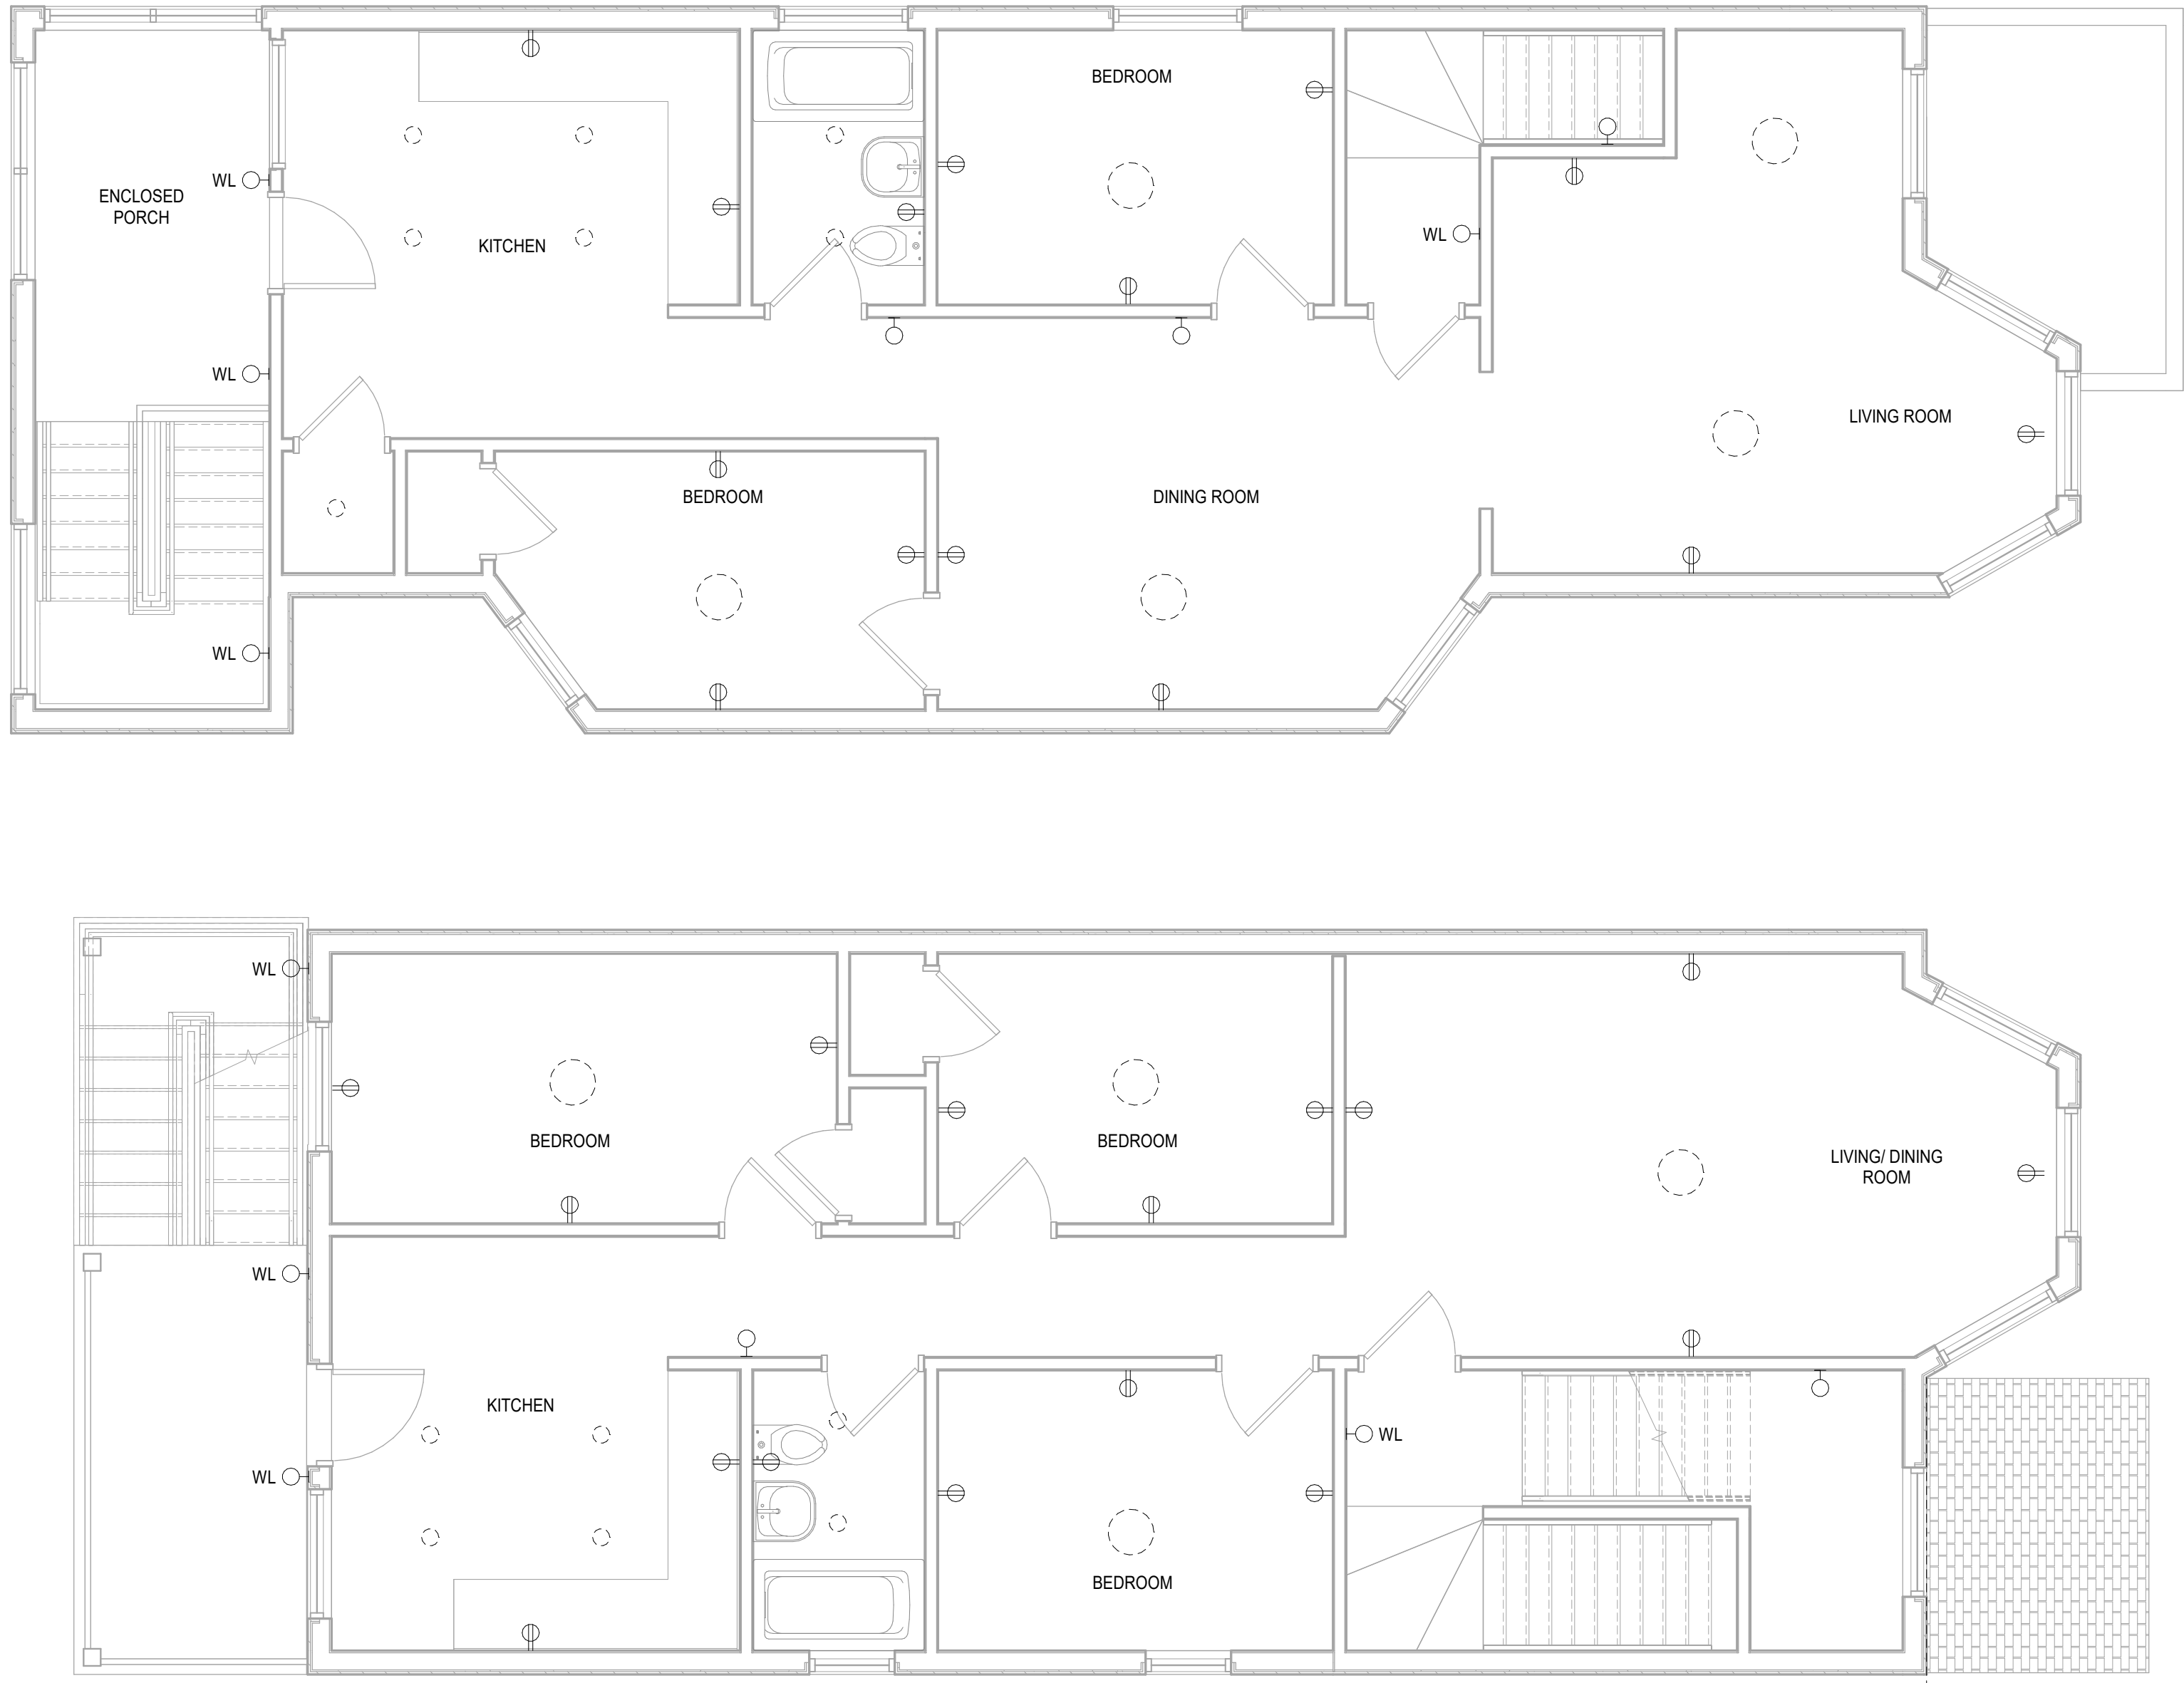 BEDROOM
WL
ENCLOSED
PORCH
KITCHEN
WL
WL
LIVING ROOM
BEDROOM
DINING ROOM
WL
WL
BEDROOM
BEDROOM
LIVING/ DINING
ROOM
WL
KITCHEN
WL
WL
BEDROOM